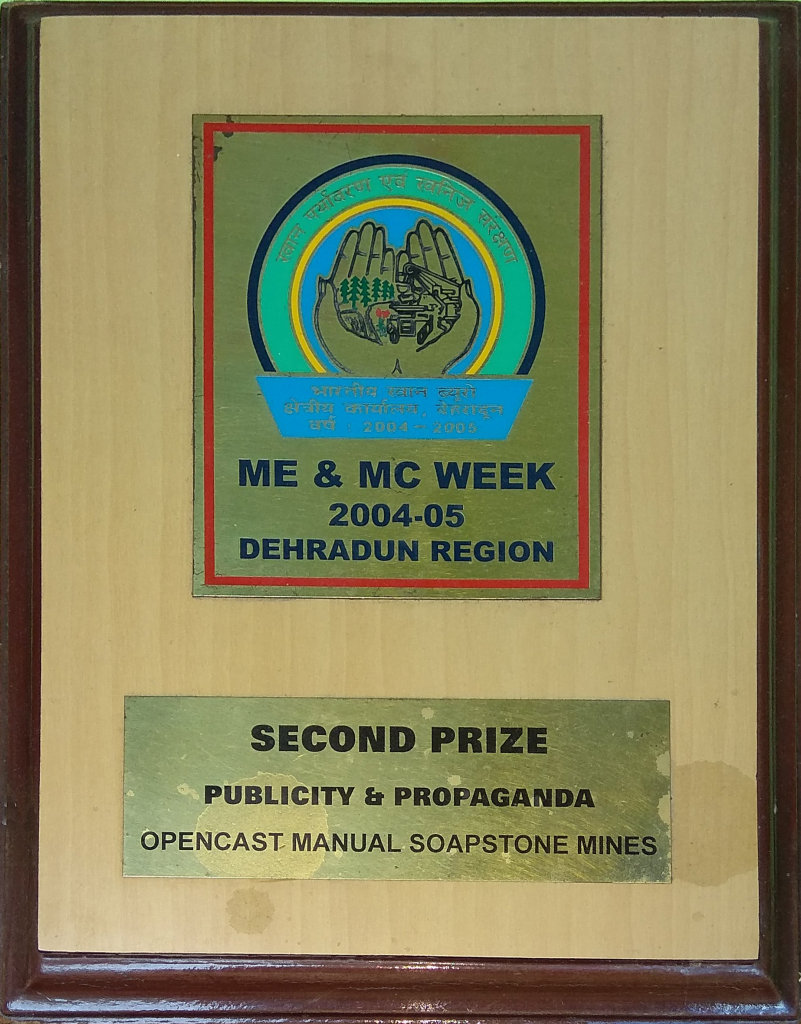 खान पर्यावरण एवं खनिज संरक्षण
भारतीय खान ब्यूरो
क्षेत्रीय कार्यालय, देहरादून
वर्ष : 2004-2005
ME & MC WEEK
2004-05
DEHRADUN REGION
SECOND PRIZE
PUBLICITY & PROPAGANDA
OPENCAST MANUAL SOAPSTONE MINES